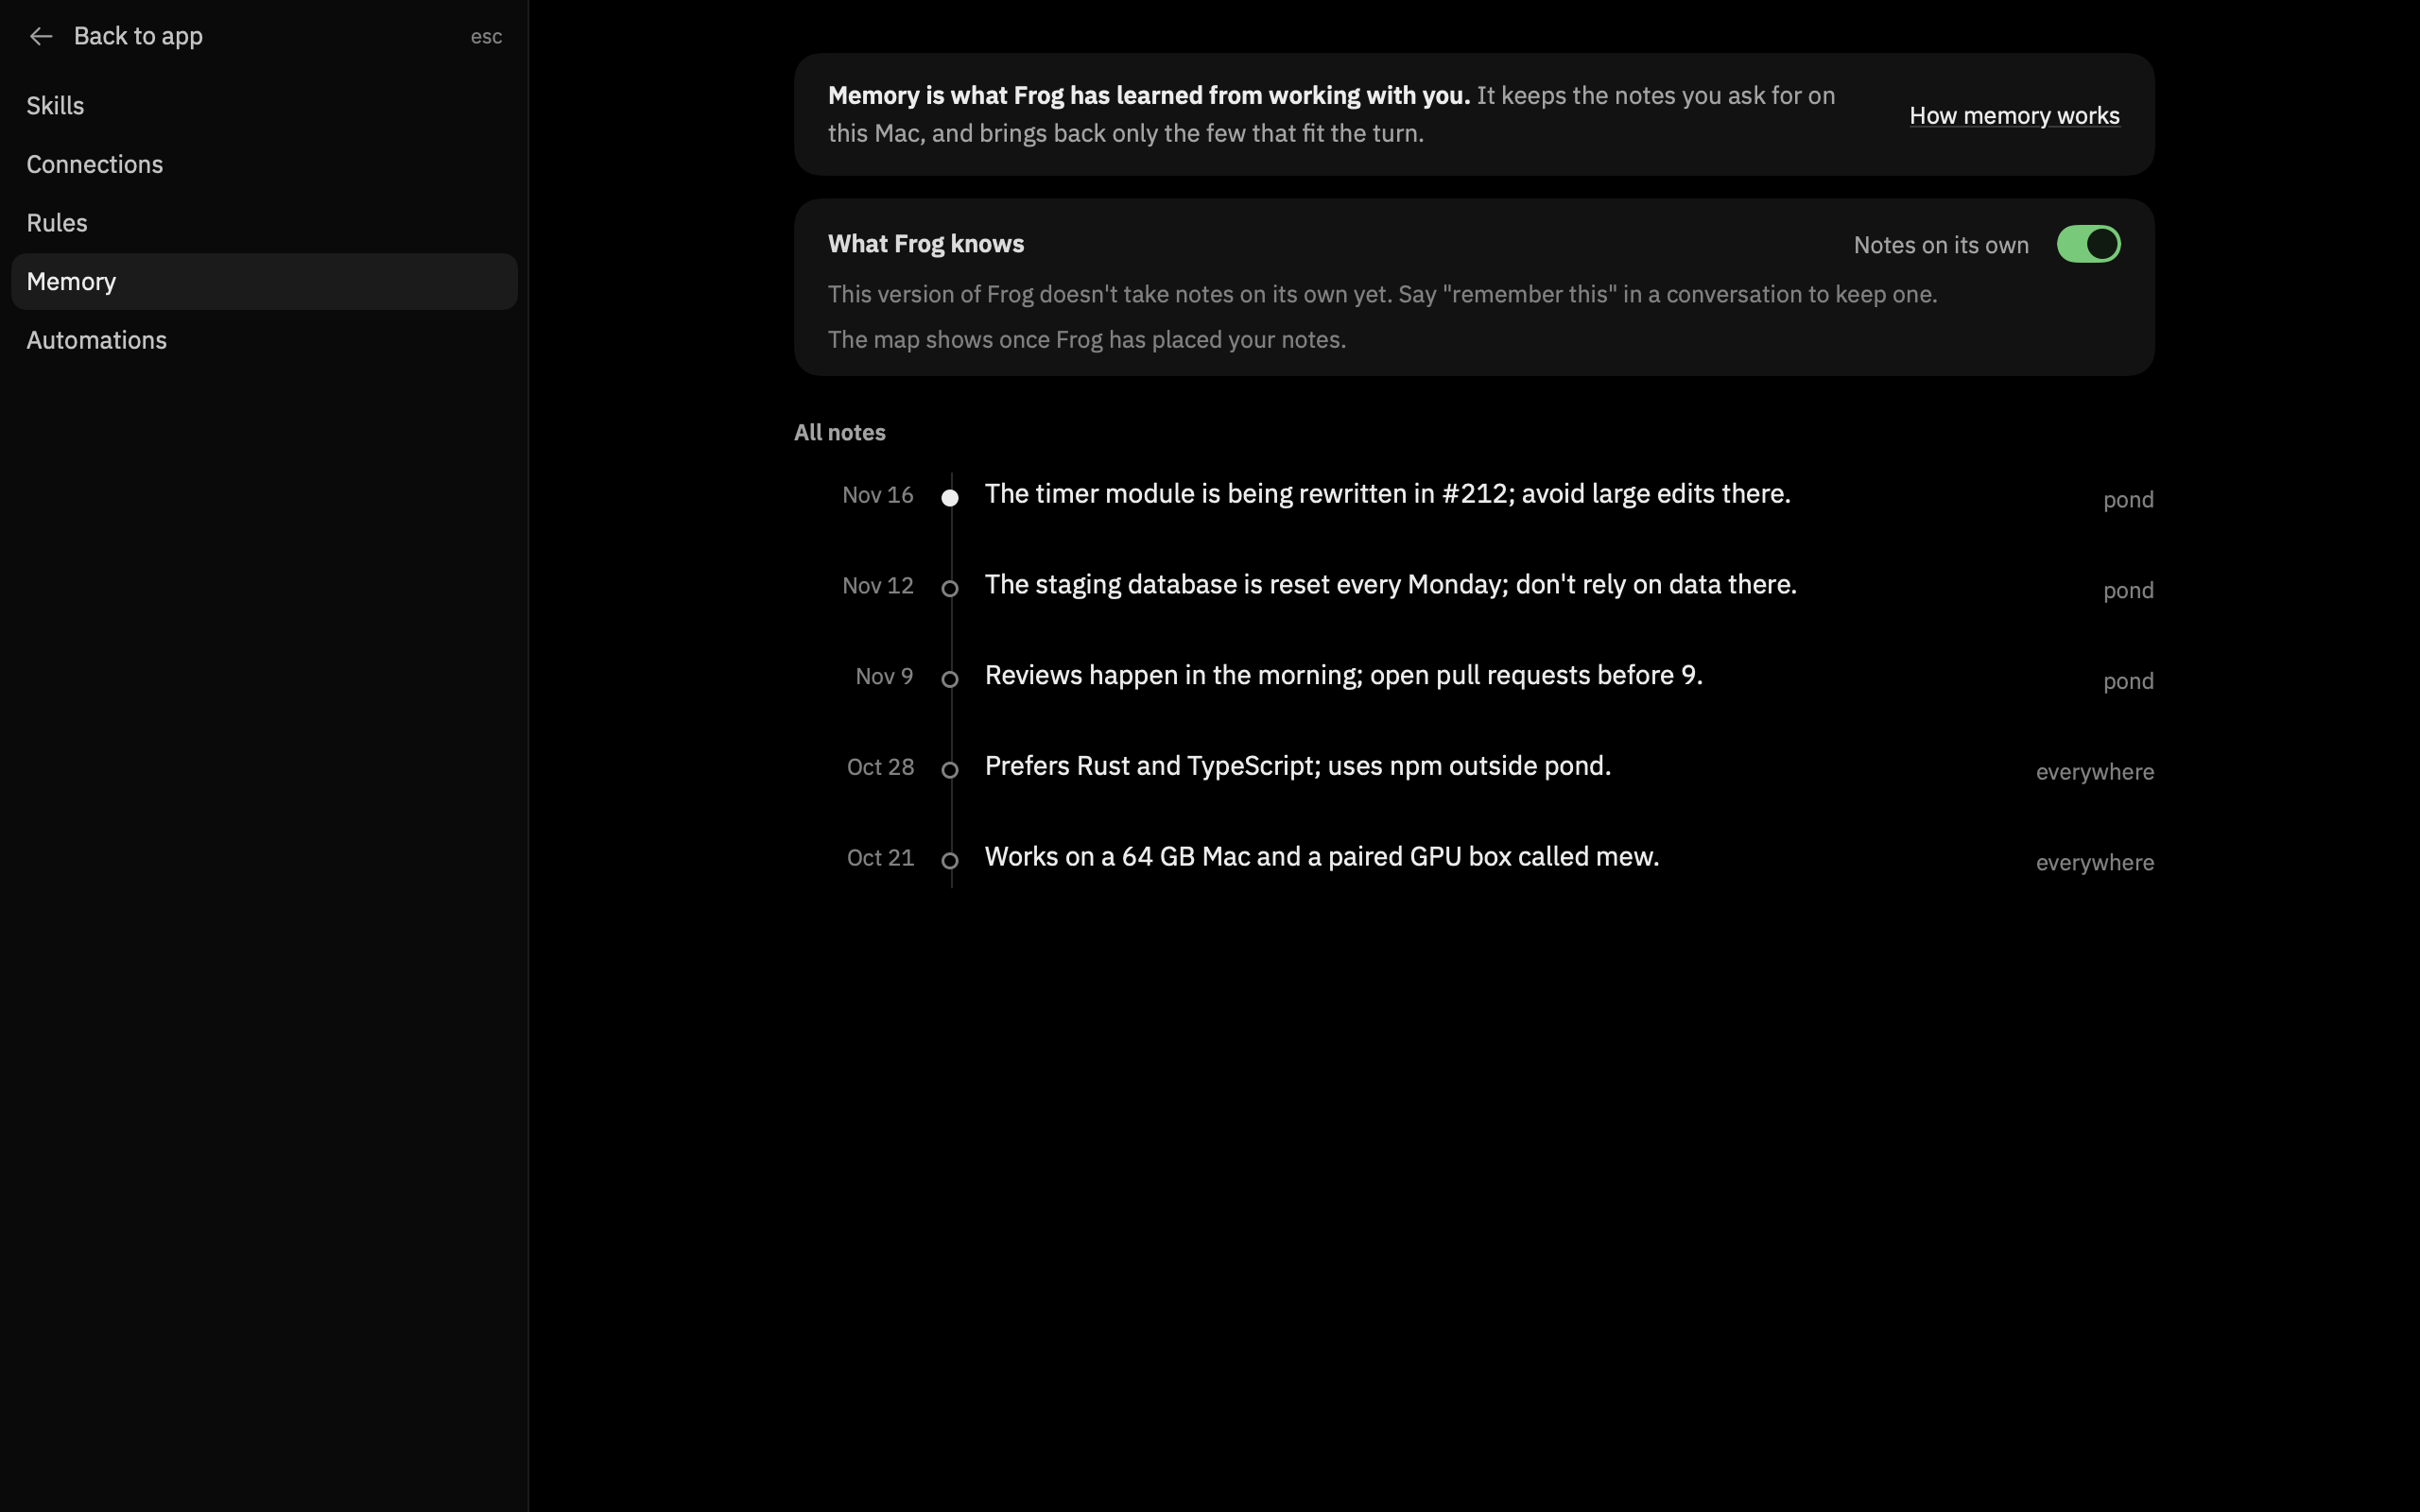 Back to app
esc
Skills
Connections
Rules
Memory
Automations
Memory is what Frog has learned from working with you. It keeps the notes you ask for on
this Mac, and brings back only the few that fit the turn.
How memory works
What Frog knows
Notes on its own
This version of Frog doesn't take notes on its own yet. Say "remember this" in a conversation to keep one.
The map shows once Frog has placed your notes.
All notes
Nov 16
The timer module is being rewritten in #212; avoid large edits there.
pond
Nov 12
The staging database is reset every Monday; don't rely on data there.
pond
Nov 9
Reviews happen in the morning; open pull requests before 9.
pond
Oct 28
Prefers Rust and TypeScript; uses npm outside pond.
everywhere
Oct 21
Works on a 64 GB Mac and a paired GPU box called mew.
everywhere